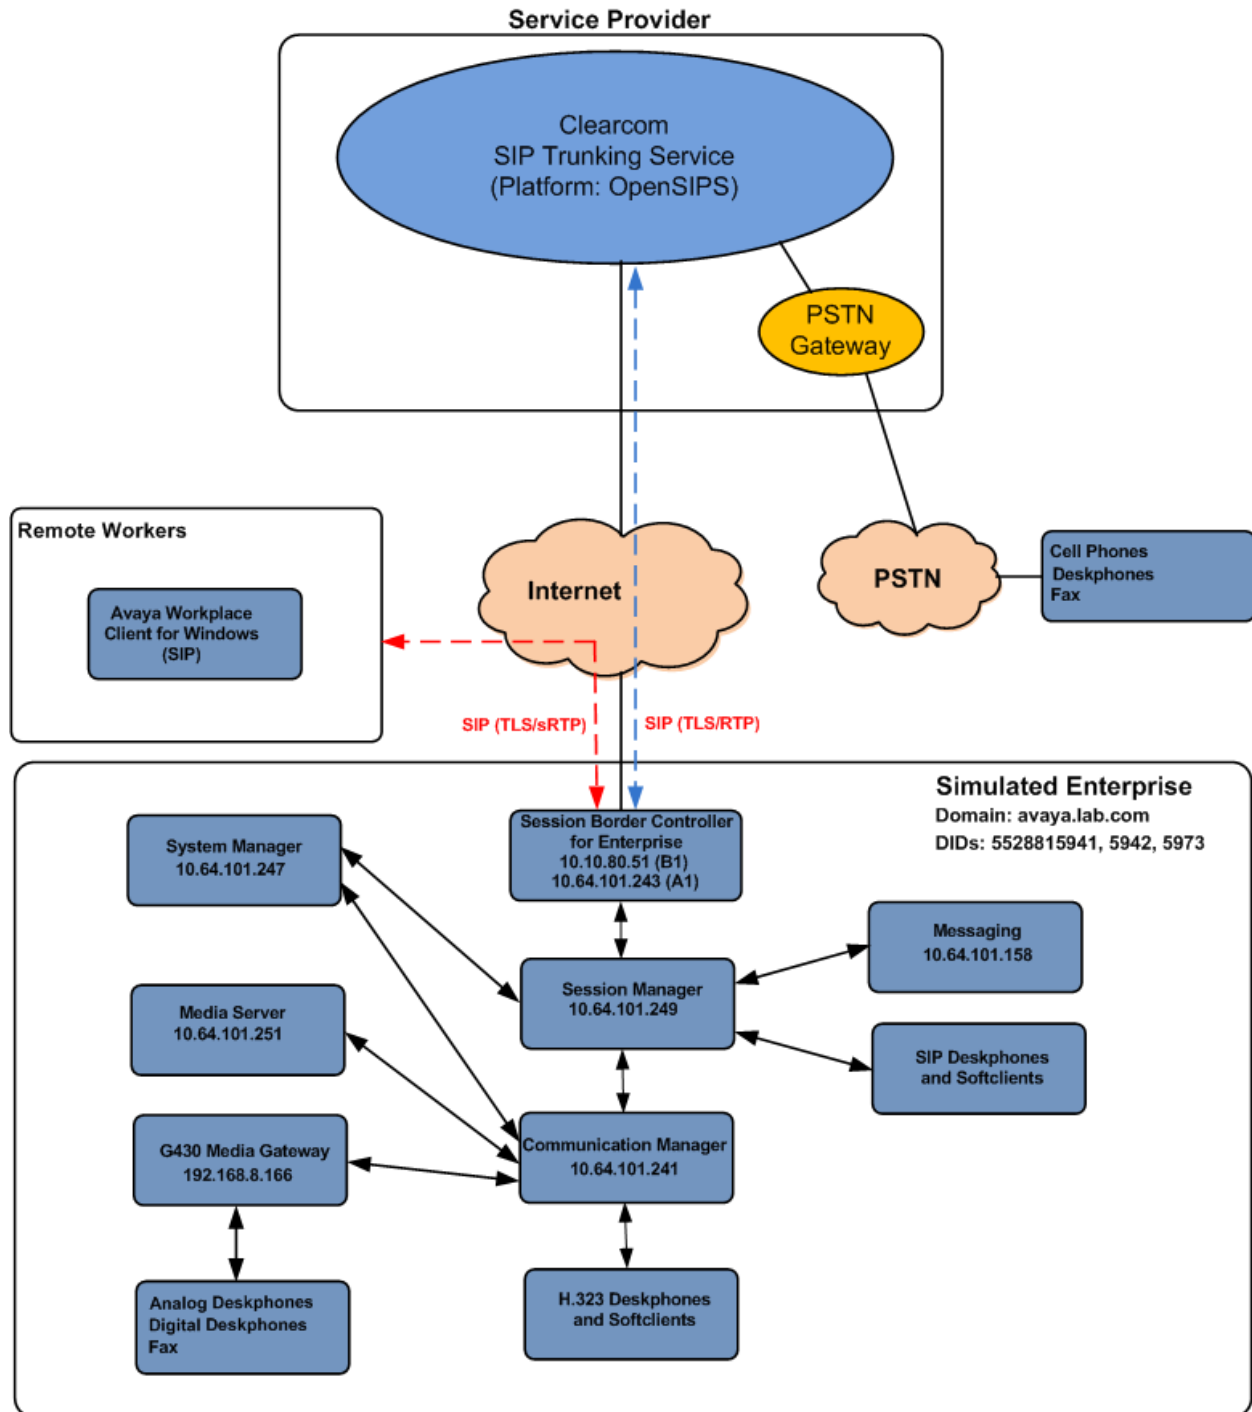 Service Provider
Clearcom
SIP Trunking Service
(Platform: OpenSIPS)
PSTN
Gateway
Remote Workers
Avaya Workplace
Client for Windows
(SIP)
Internet
PSTN
Cell Phones
Deskphones
Fax
SIP (TLS/sRTP)
SIP (TLS/RTP)
Simulated Enterprise
Domain: avaya.lab.com
DIDs: 5528815941, 5942, 5973
Session Border Controller
for Enterprise
10.10.80.51 (B1)
10.64.101.243 (A1)
System Manager
10.64.101.247
Messaging
10.64.101.158
Session Manager
10.64.101.249
Media Server
10.64.101.251
SIP Deskphones
and Softclients
G430 Media Gateway
192.168.8.166
Communication Manager
10.64.101.241
Analog Deskphones
Digital Deskphones
Fax
H.323 Deskphones
and Softclients